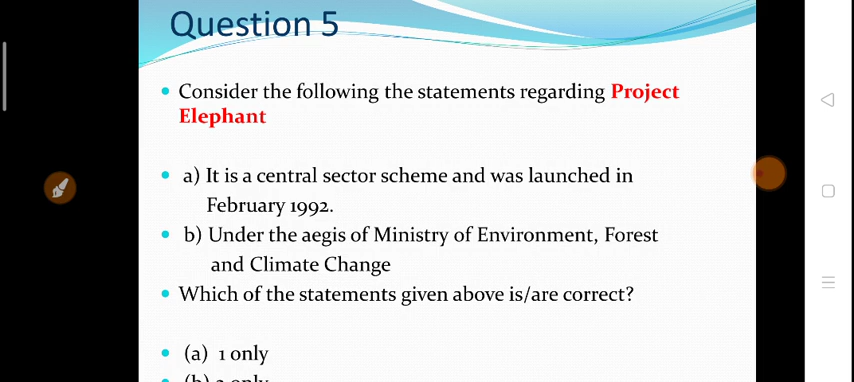 Question 5
Consider the following the statements regarding Project
Elephant
a) It is a central sector scheme and was launched in
February 1992.
b) Under the aegis of Ministry of Environment, Forest
and Climate Change
Which of the statements given above is/are correct?
(a) 1 only
(b) 2 only